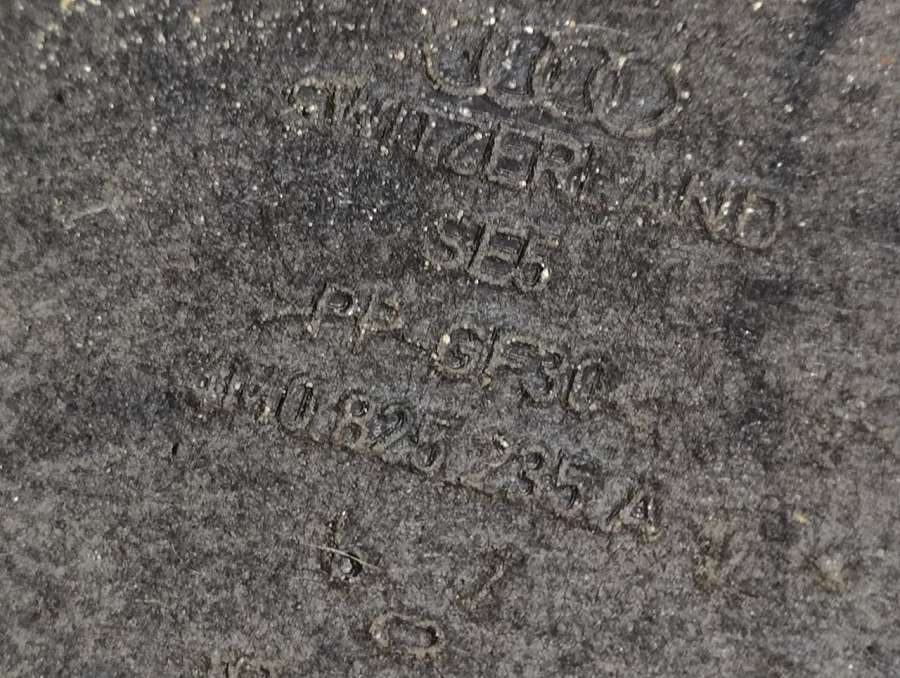 SWITZERLAND
SE5
PP-GF30
4M0.825.235.A